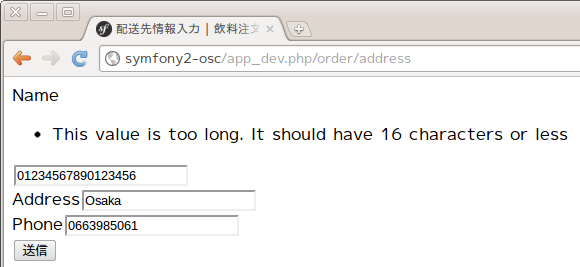 配送先情報入力 | 飲料注文
symfony2-osc/app_dev.php/order/address
Name
This value is too long. It should have 16 characters or less
01234567890123456
Address Osaka
Phone 0663985061
送信